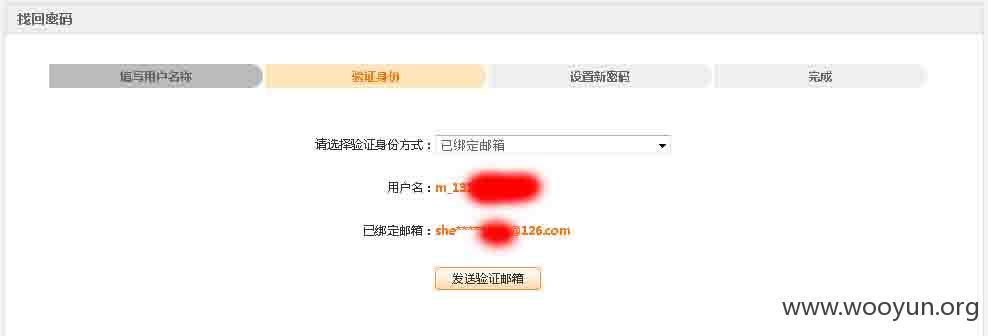 找回密码
填写用户名称 验证身份 设置新密码 完成
请选择验证身份方式： 已绑定邮箱
用户名：m_13
已绑定邮箱：she****@126.com
发送验证邮箱
www.wooyun.org